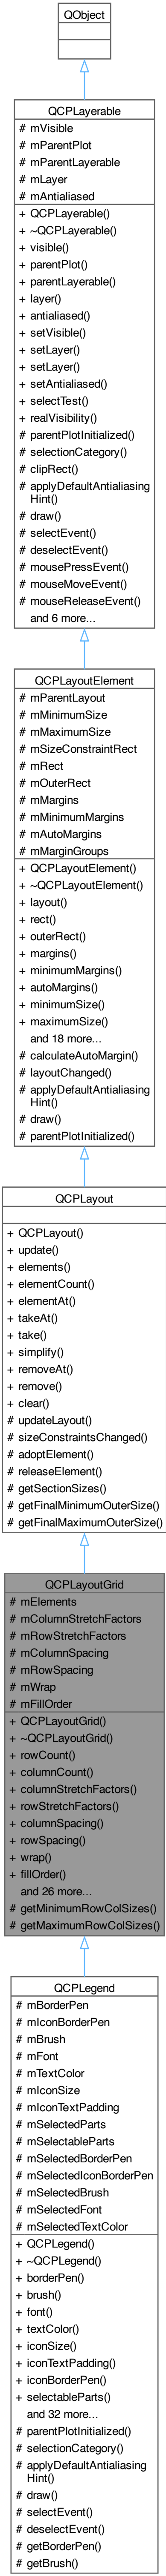 QObject
QCPLayerable
# mVisible
# mParentPlot
# mParentLayerable
# mLayer
# mAntialiased
+ QCPLayerable()
+ ~QCPLayerable()
+ visible()
+ parentPlot()
+ parentLayerable()
+ layer()
+ antialiased()
+ setVisible()
+ setLayer()
+ setLayer()
+ setAntialiased()
+ selectTest()
+ realVisibility()
# parentPlotInitialized()
# selectionCategory()
# clipRect()
# applyDefaultAntialiasing
Hint()
# draw()
# selectEvent()
# deselectEvent()
# mousePressEvent()
# mouseMoveEvent()
# mouseReleaseEvent()
and 6 more...
QCPLayoutElement
# mParentLayout
# mMinimumSize
# mMaximumSize
# mSizeConstraintRect
# mRect
# mOuterRect
# mMargins
# mMinimumMargins
# mAutoMargins
# mMarginGroups
+ QCPLayoutElement()
+ ~QCPLayoutElement()
+ layout()
+ rect()
+ outerRect()
+ margins()
+ minimumMargins()
+ autoMargins()
+ minimumSize()
+ maximumSize()
and 18 more...
# calculateAutoMargin()
# layoutChanged()
# applyDefaultAntialiasing
Hint()
# draw()
# parentPlotInitialized()
QCPLayout
+ QCPLayout()
+ update()
+ elements()
+ elementCount()
+ elementAt()
+ takeAt()
+ take()
+ simplify()
+ removeAt()
+ remove()
+ clear()
# updateLayout()
# sizeConstraintsChanged()
# adoptElement()
# releaseElement()
# getSectionSizes()
# getFinalMinimumOuterSize()
# getFinalMaximumOuterSize()
QCPLayoutGrid
# mElements
# mColumnStretchFactors
# mRowStretchFactors
# mColumnSpacing
# mRowSpacing
# mWrap
# mFillOrder
+ QCPLayoutGrid()
+ ~QCPLayoutGrid()
+ rowCount()
+ columnCount()
+ columnStretchFactors()
+ rowStretchFactors()
+ columnSpacing()
+ rowSpacing()
+ wrap()
+ fillOrder()
and 26 more...
# getMinimumRowColSizes()
# getMaximumRowColSizes()
QCPLegend
# mBorderPen
# mIconBorderPen
# mBrush
# mFont
# mTextColor
# mIconSize
# mIconTextPadding
# mSelectedParts
# mSelectableParts
# mSelectedBorderPen
# mSelectedIconBorderPen
# mSelectedBrush
# mSelectedFont
# mSelectedTextColor
+ QCPLegend()
+ ~QCPLegend()
+ borderPen()
+ brush()
+ font()
+ textColor()
+ iconSize()
+ iconTextPadding()
+ iconBorderPen()
+ selectableParts()
and 32 more...
# parentPlotInitialized()
# selectionCategory()
# applyDefaultAntialiasing
Hint()
# draw()
# selectEvent()
# deselectEvent()
# getBorderPen()
# getBrush()